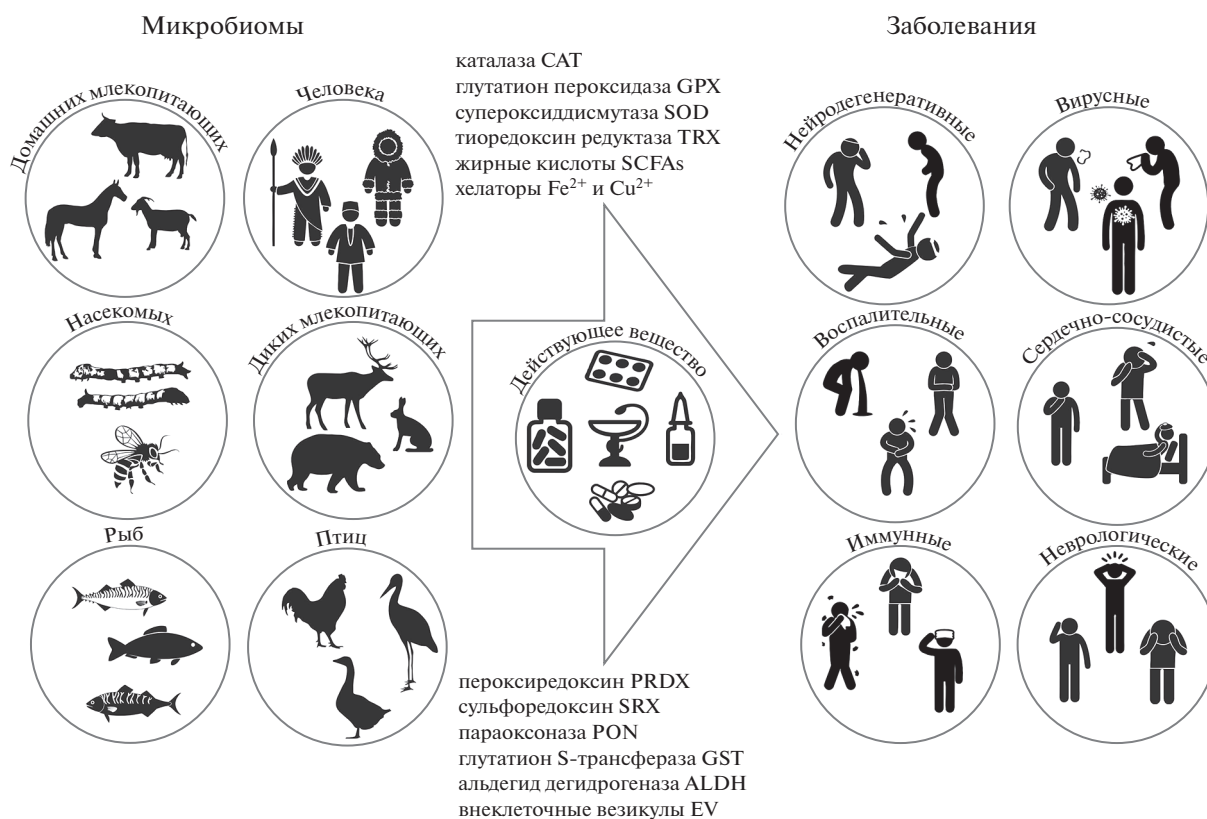 Микробиомы
Заболевания
каталаза CAT
глутатион пероксидаза GPX
супероксиддисмутаза SOD
тиоредоксин редуктаза TRX
жирные кислоты SCFAs
хелаторы Fe²⁺ и Cu²⁺
Домашних млекопитающих
Человека
Нейродегенеративные
Вирусные
Насекомых
Диких млекопитающих
Действующее вещество
Воспалительные
Сердечно-сосудистые
Рыб
Птиц
Иммунные
Неврологические
пероксиредоксин PRDX
сульфоредоксин SRX
параоксоназа PON
глутатион S-трансфераза GST
альдегид дегидрогеназа ALDH
внеклеточные везикулы EV